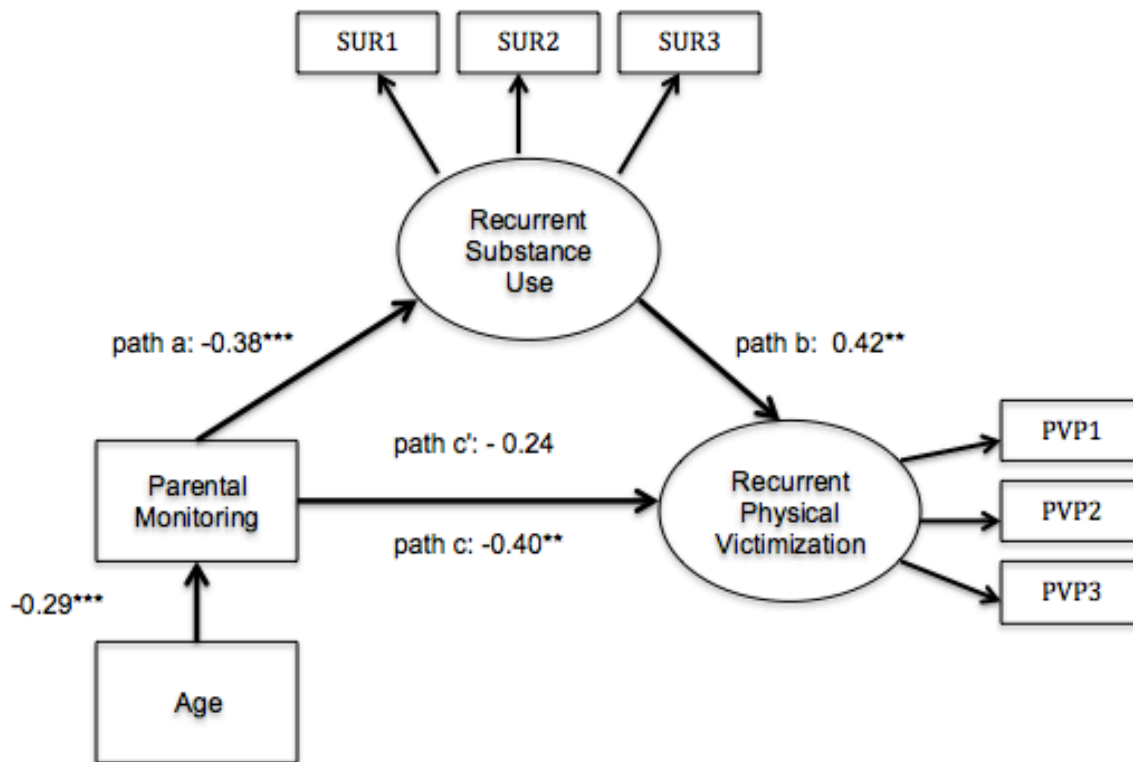 SUR1
SUR2
SUR3
Recurrent
Substance
Use
path a: -0.38***
path b: 0.42**
path c': - 0.24
path c: -0.40**
Parental
Monitoring
Recurrent
Physical
Victimization
PVP1
PVP2
PVP3
-0.29***
Age